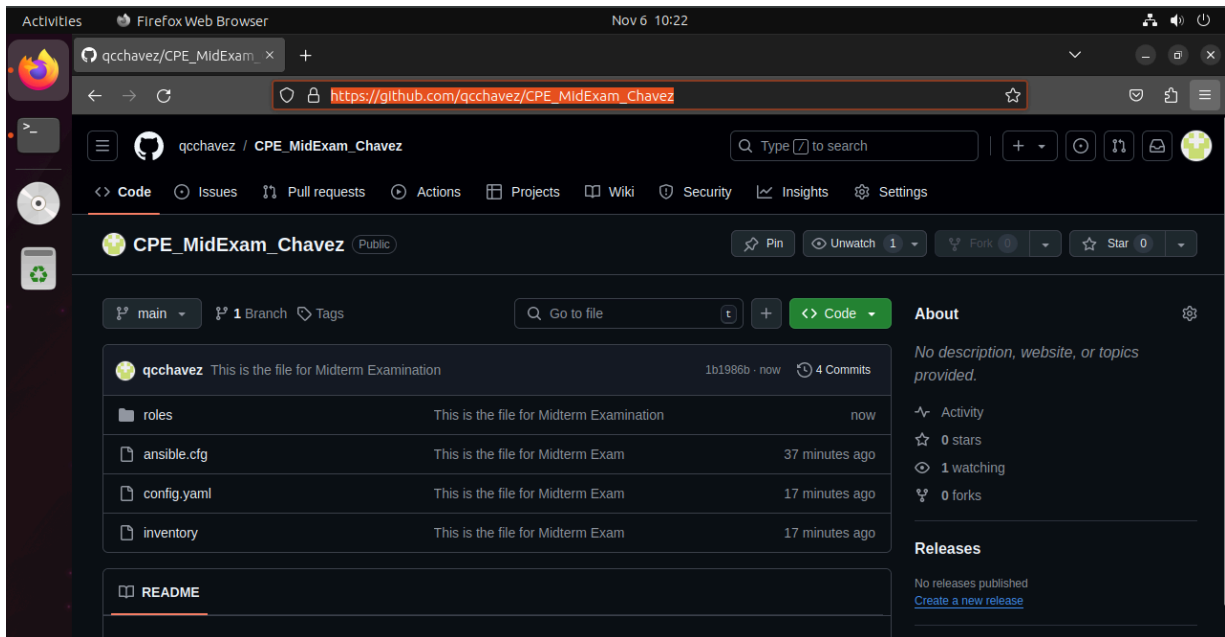 Activities Firefox Web Browser Nov 6 10:22
qcchavez/CPE_MidExam_
https://github.com/qcchavez/CPE_MidExam_Chavez
qcchavez / CPE_MidExam_Chavez Type / to search
Code Issues Pull requests Actions Projects Wiki Security Insights Settings
CPE_MidExam_Chavez Public Pin Unwatch 1 Fork 0 Star 0
main 1 Branch Tags Go to file t Code
About
No description, website, or topics
provided.
qcchavez This is the file for Midterm Examination 1b1986b · now 4 Commits
roles This is the file for Midterm Examination now
ansible.cfg This is the file for Midterm Exam 37 minutes ago
config.yaml This is the file for Midterm Exam 17 minutes ago
inventory This is the file for Midterm Exam 17 minutes ago
Activity
0 stars
1 watching
0 forks
Releases
No releases published
Create a new release
README